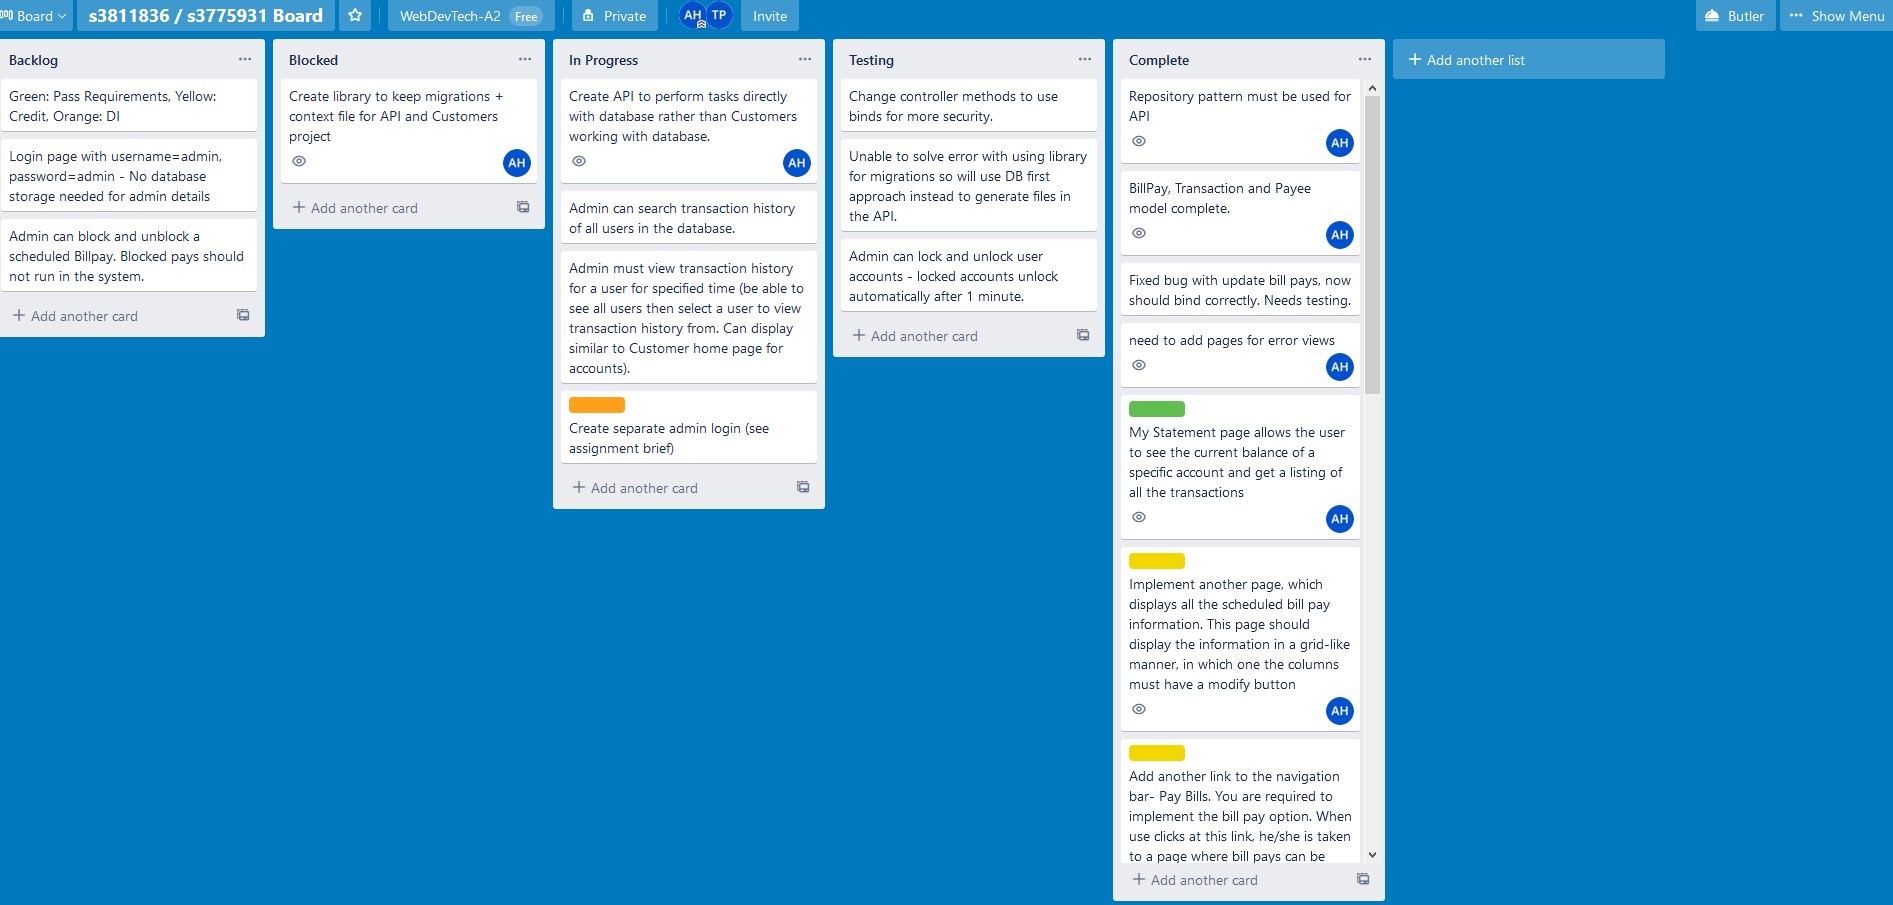 Board
s3811836 / s3775931 Board
WebDevTech-A2 Free
Private
AH TP
Invite
Butler
Show Menu
Backlog
Green: Pass Requirements, Yellow:
Credit, Orange: DI
Login page with username=admin,
password=admin - No database
storage needed for admin details
Admin can block and unblock a
scheduled Billpay. Blocked pays should
not run in the system.
Add another card
Blocked
Create library to keep migrations +
context file for API and Customers
project
AH
Add another card
In Progress
Create API to perform tasks directly
with database rather than Customers
working with database.
AH
Admin can search transaction history
of all users in the database.
Admin must view transaction history
for a user for specified time (be able to
see all users then select a user to view
transaction history from. Can display
similar to Customer home page for
accounts).
Create separate admin login (see
assignment brief)
Add another card
Testing
Change controller methods to use
binds for more security.
Unable to solve error with using library
for migrations so will use DB first
approach instead to generate files in
the API.
Admin can lock and unlock user
accounts - locked accounts unlock
automatically after 1 minute.
Add another card
Complete
Repository pattern must be used for
API
AH
BillPay, Transaction and Payee
model complete.
AH
Fixed bug with update bill pays, now
should bind correctly. Needs testing.
need to add pages for error views
AH
My Statement page allows the user
to see the current balance of a
specific account and get a listing of
all the transactions
AH
Implement another page, which
displays all the scheduled bill pay
information. This page should
display the information in a grid-like
manner, in which one the columns
must have a modify button
AH
Add another link to the navigation
bar- Pay Bills. You are required to
implement the bill pay option. When
use clicks at this link, he/she is taken
to a page where bill pays can be
Add another card
Add another list